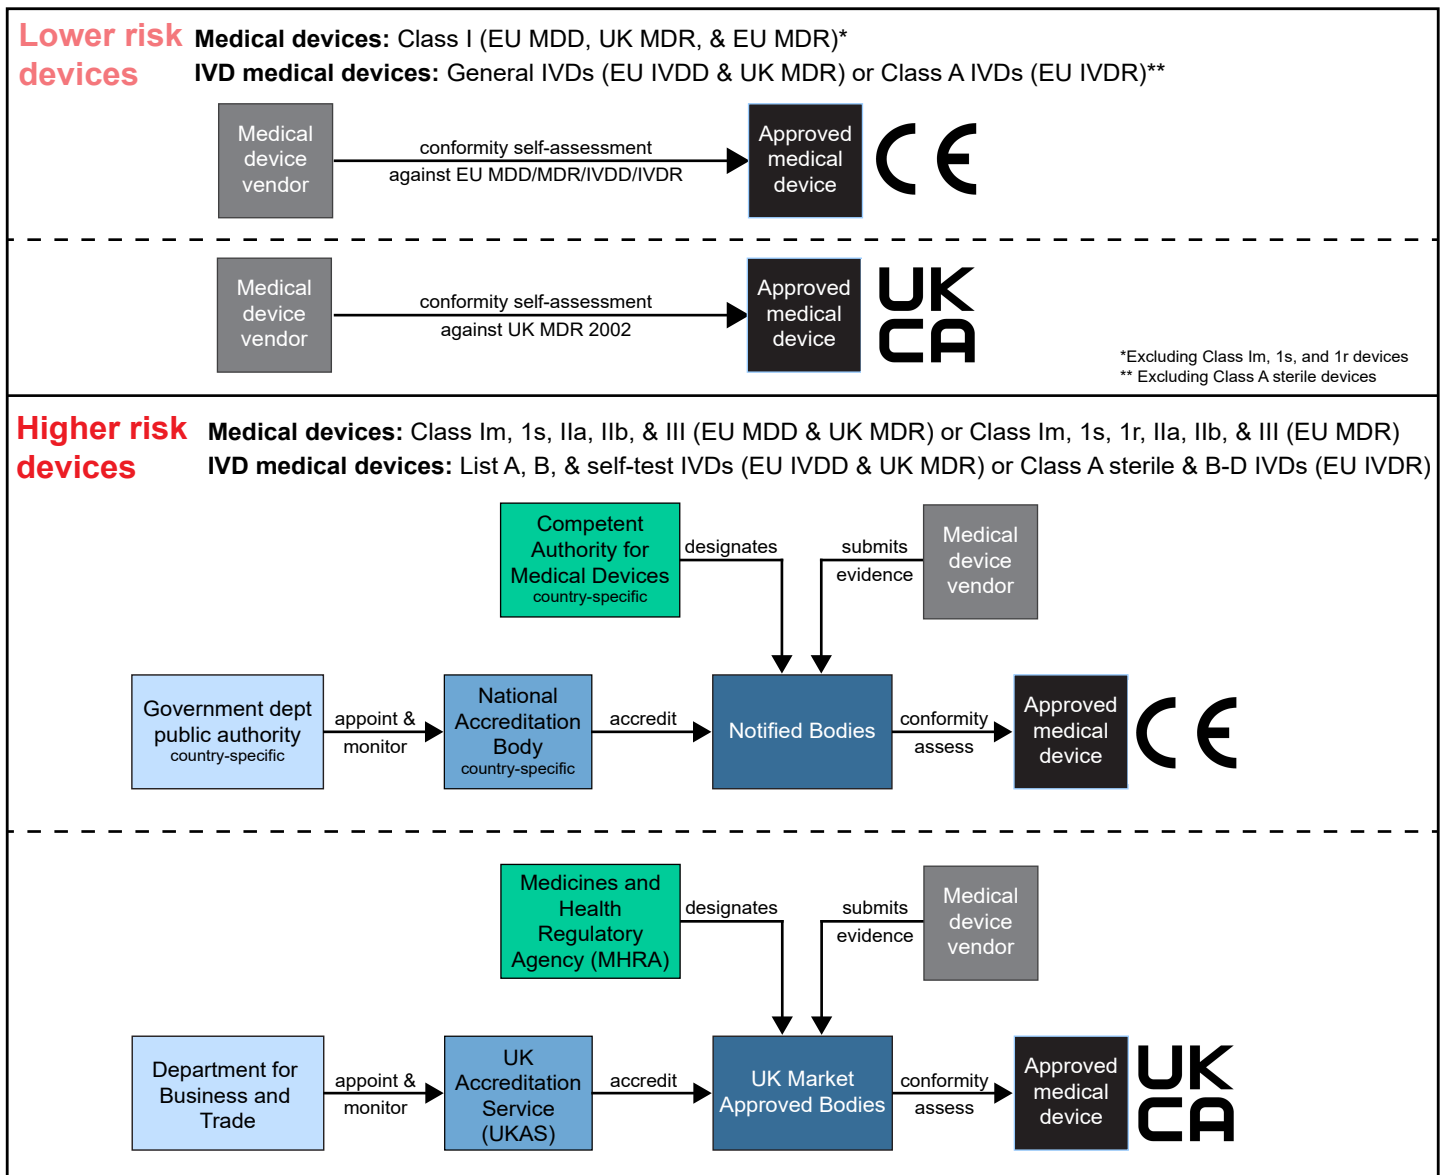 Lower risk devices
Medical devices: Class I (EU MDD, UK MDR, & EU MDR)*
IVD medical devices: General IVDs (EU IVDD & UK MDR) or Class A IVDs (EU IVDR)**
Medical
device
vendor
conformity self-assessment
against EU MDD/MDR/IVDD/IVDR
Approved
medical
device
CE
Medical
device
vendor
conformity self-assessment
against UK MDR 2002
Approved
medical
device
UK
CA
*Excluding Class Im, 1s, and 1r devices
** Excluding Class A sterile devices
Higher risk devices
Medical devices: Class Im, 1s, IIa, IIb, & III (EU MDD & UK MDR) or Class Im, 1s, 1r, IIa, IIb, & III (EU MDR)
IVD medical devices: List A, B, & self-test IVDs (EU IVDD & UK MDR) or Class A sterile & B-D IVDs (EU IVDR)
Competent
Authority for
Medical Devices
country-specific
designates
submits
evidence
Medical
device
vendor
Government dept
public authority
country-specific
appoint &
monitor
National
Accreditation
Body
country-specific
accredit
Notified Bodies
conformity
assess
Approved
medical
device
CE
Medicines and
Health
Regulatory
Agency (MHRA)
designates
submits
evidence
Medical
device
vendor
Department for
Business and
Trade
appoint &
monitor
UK
Accreditation
Service
(UKAS)
accredit
UK Market
Approved Bodies
conformity
assess
Approved
medical
device
UK
CA